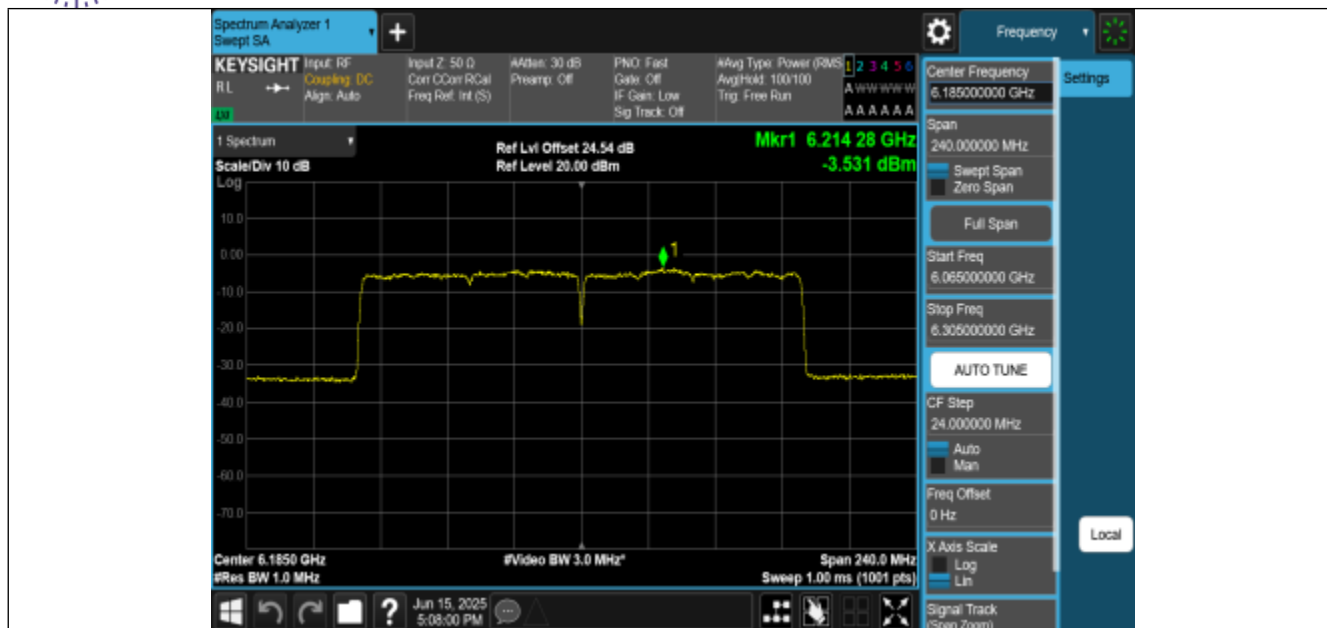 Spectrum Analyzer 1
Swept SA
+
Frequency
KEYSIGHT
RL
Input: RF
Coupling: DC
Align: Auto
Input Z: 50 Ω
Corr CCorr RCal
Freq Ref: Int (S)
#Atten: 30 dB
Preamp: Off
PNO: Fast
Gate: Off
IF Gain: Low
Sig Track: Off
#Avg Type: Power (RMS
Avg|Hold: 100/100
Trig: Free Run
1 2 3 4 5 6
A W W W W W
A A A A A A
1 Spectrum
Scale/Div 10 dB
Ref Lvl Offset 24.54 dB
Ref Level 20.00 dBm
Mkr1 6.214 28 GHz
-3.531 dBm
Log
10.0
0.00
-10.0
-20.0
-30.0
-40.0
-50.0
-60.0
-70.0
1
Center 6.1850 GHz
#Res BW 1.0 MHz
#Video BW 3.0 MHz*
Span 240.0 MHz
Sweep 1.00 ms (1001 pts)
Center Frequency
6.185000000 GHz
Settings
Span
240.000000 MHz
Swept Span
Zero Span
Full Span
Start Freq
6.065000000 GHz
Stop Freq
6.305000000 GHz
AUTO TUNE
CF Step
24.000000 MHz
Auto
Man
Freq Offset
0 Hz
X Axis Scale
Log
Lin
Local
Signal Track
(Span Zoom)
?
Jun 15, 2025
5:08:00 PM